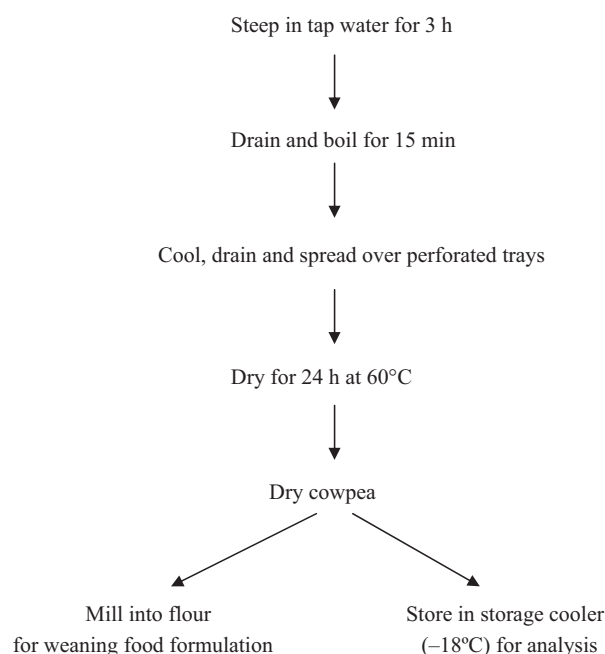 Steep in tap water for 3 h
Drain and boil for 15 min
Cool, drain and spread over perforated trays
Dry for 24 h at 60°C
Dry cowpea
Mill into flour
for weaning food formulation
Store in storage cooler
(–18ºC) for analysis